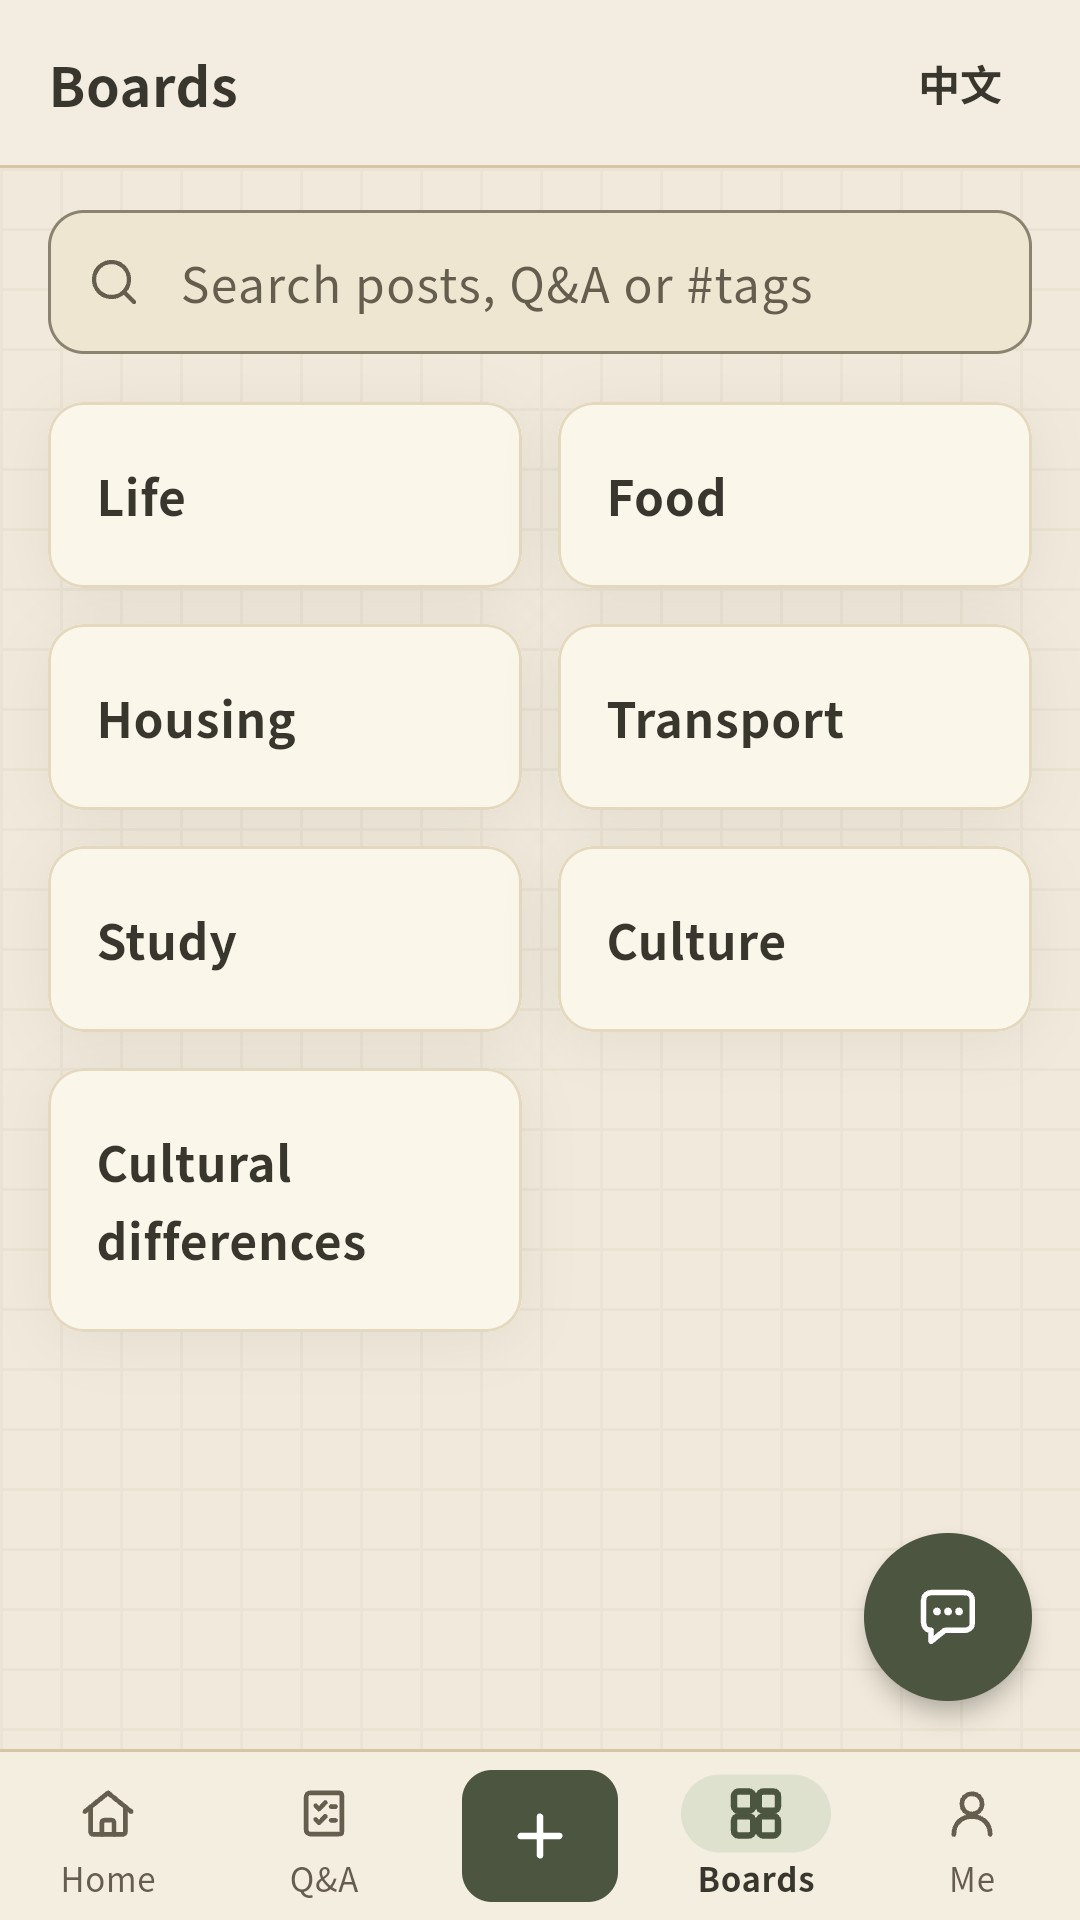 Boards
中文
Search posts, Q&A or #tags
Life
Food
Housing
Transport
Study
Culture
Cultural
differences
Home
Q&A
Boards
Me